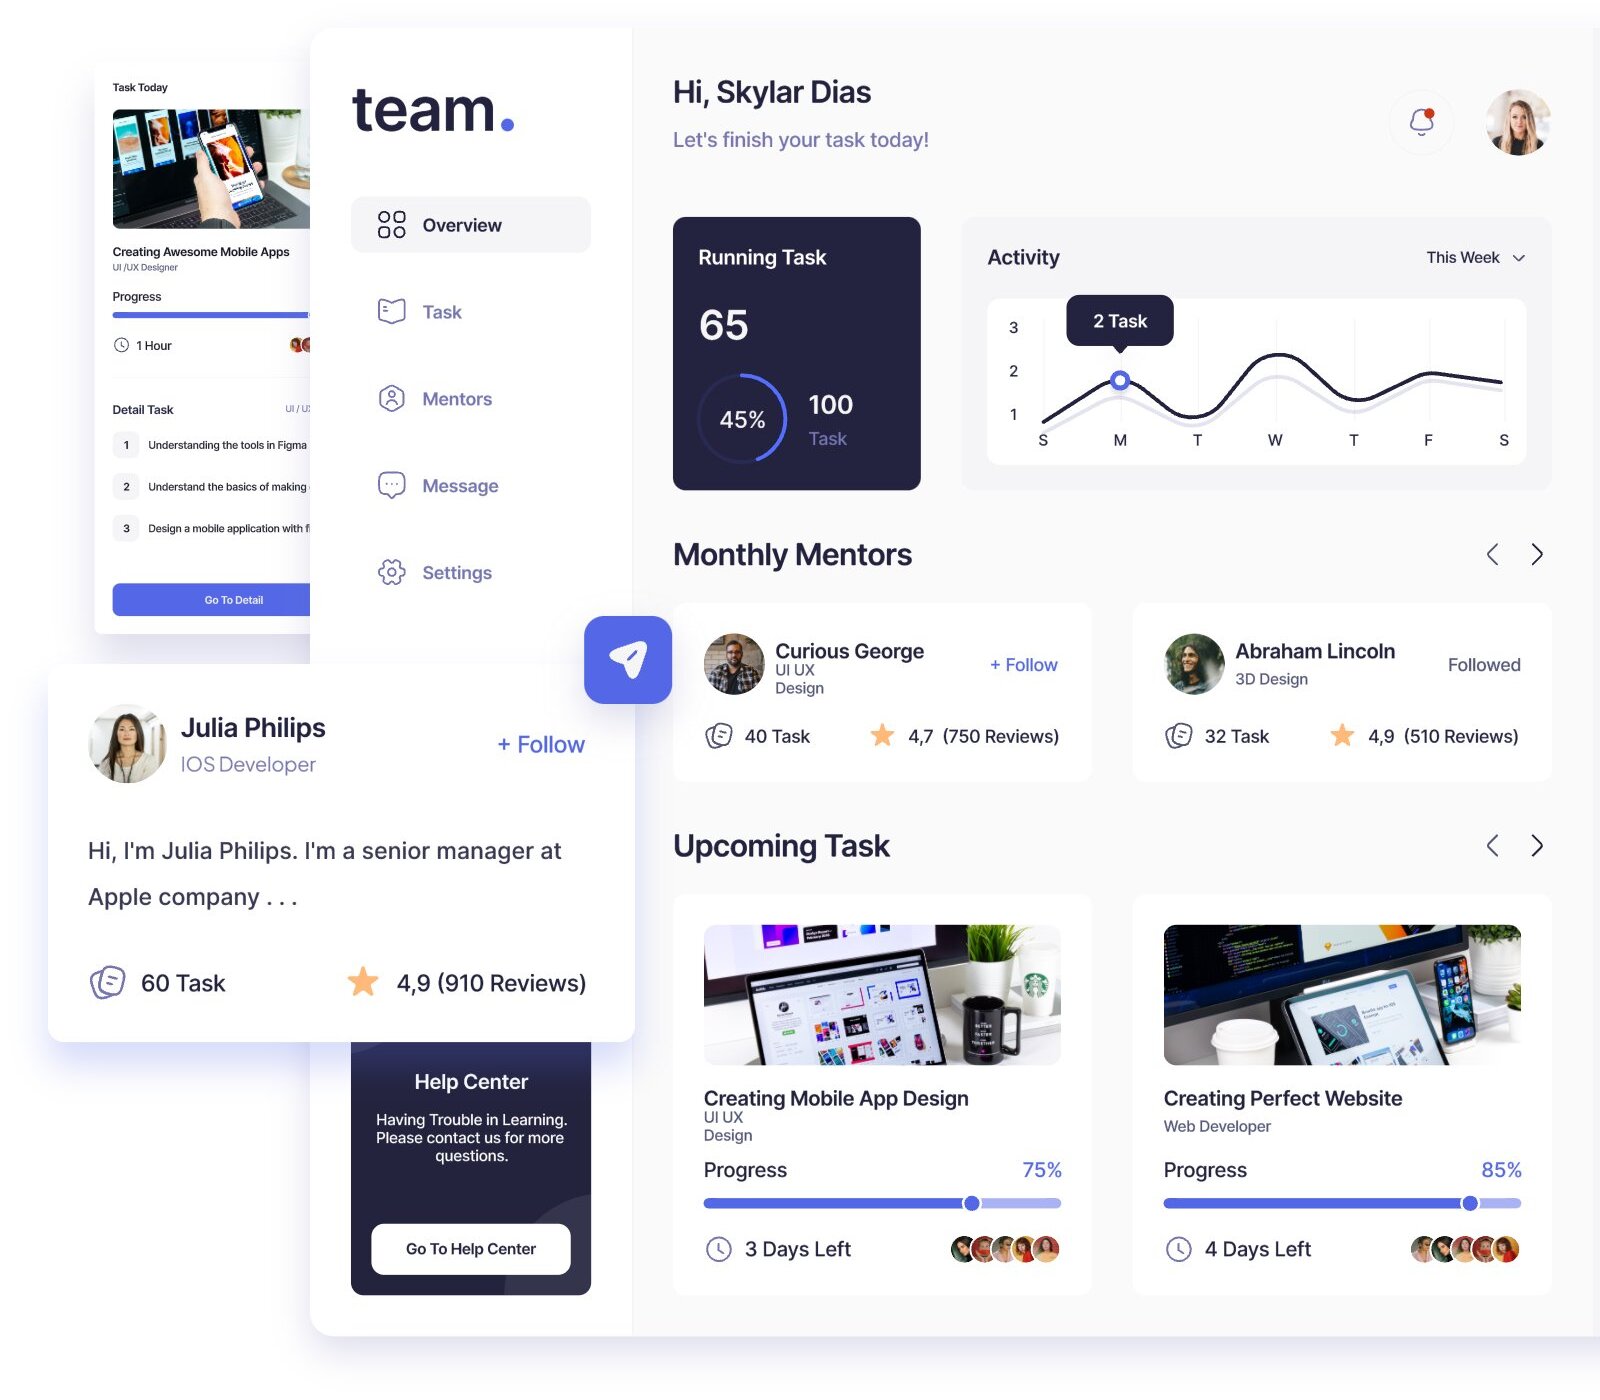 Task Today
Creating Awesome Mobile Apps
UI /UX Designer
Progress
1 Hour
Detail Task
UI / UX
1
Understanding the tools in Figma
2
Understand the basics of making
3
Design a mobile application with
Go To Detail
team.
Overview
Task
Mentors
Message
Settings
Julia Philips
IOS Developer
+ Follow
Hi, I'm Julia Philips. I'm a senior manager at
Apple company . . .
60 Task
4,9 (910 Reviews)
Help Center
Having Trouble in Learning.
Please contact us for more
questions.
Go To Help Center
Hi, Skylar Dias
Let's finish your task today!
Running Task
65
45%
100
Task
Activity
This Week
2 Task
3
2
1
S M T W T F S
Monthly Mentors
Curious George
UI UX
Design
+ Follow
40 Task
4,7 (750 Reviews)
Abraham Lincoln
3D Design
Followed
32 Task
4,9 (510 Reviews)
Upcoming Task
Creating Mobile App Design
UI UX
Design
Progress
75%
3 Days Left
Creating Perfect Website
Web Developer
Progress
85%
4 Days Left